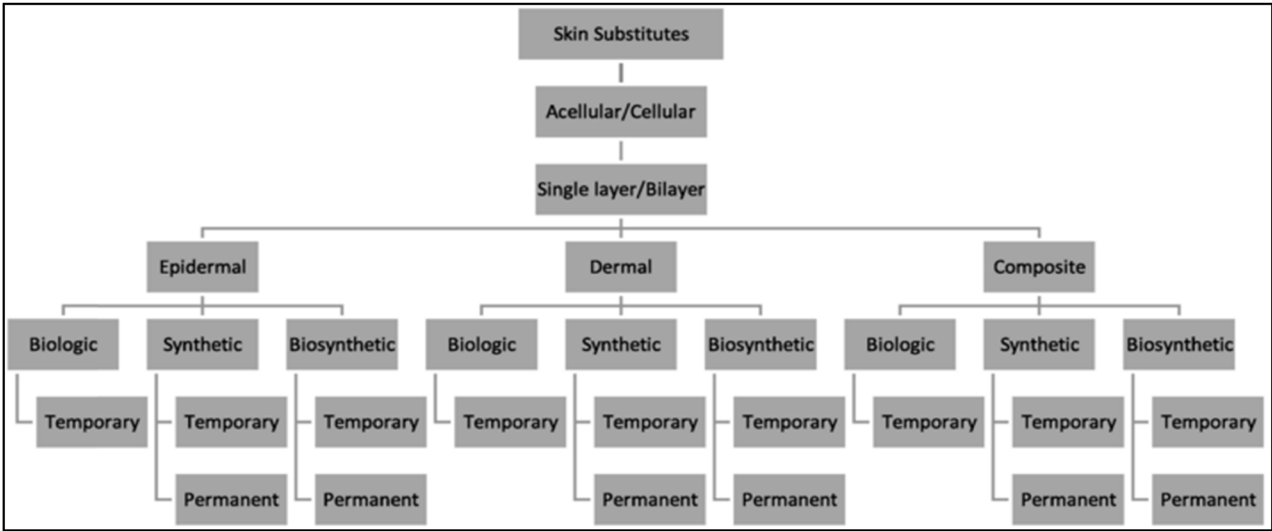 Skin Substitutes
Acellular/Cellular
Single layer/Bilayer
Epidermal
Dermal
Composite
Biologic
Synthetic
Biosynthetic
Biologic
Synthetic
Biosynthetic
Biologic
Synthetic
Biosynthetic
Temporary
Temporary
Temporary
Temporary
Temporary
Temporary
Temporary
Temporary
Temporary
Permanent
Permanent
Permanent
Permanent
Permanent
Permanent